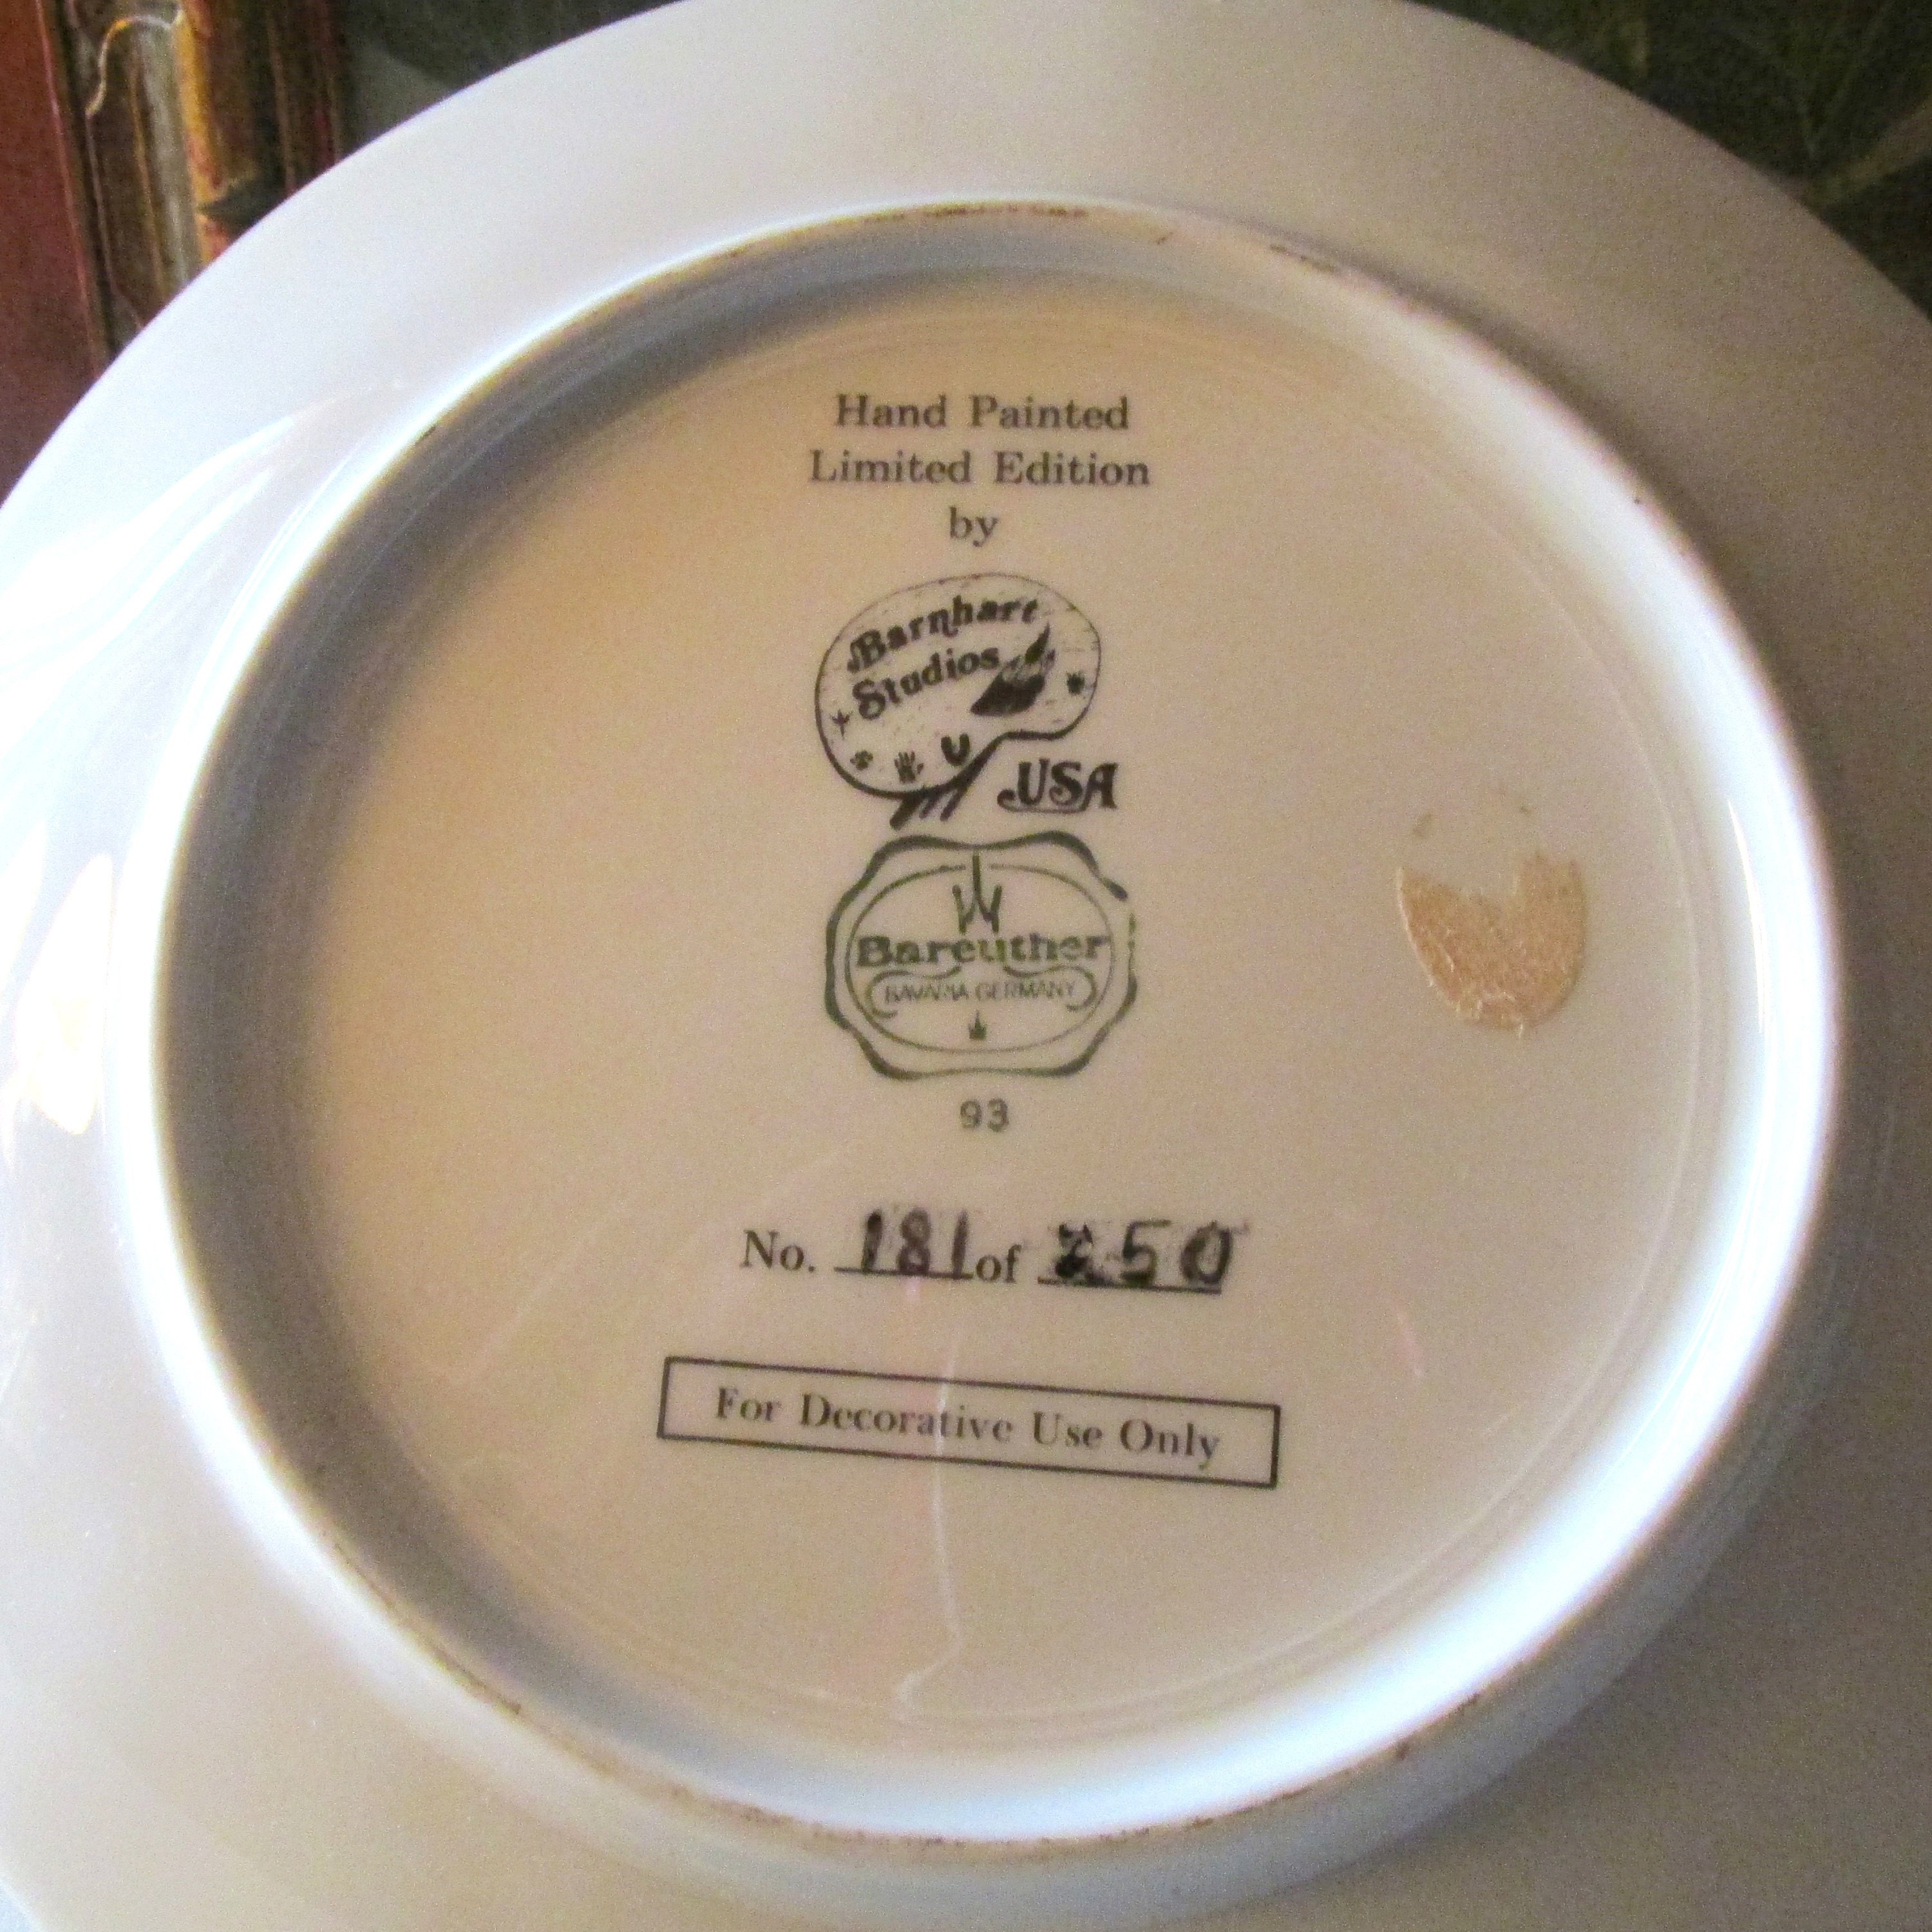 Hand Painted
Limited Edition
by
Barnhart
Studios
USA
Bareuther
BAVARIA GERMANY
93
No. 181 of 250
For Decorative Use Only